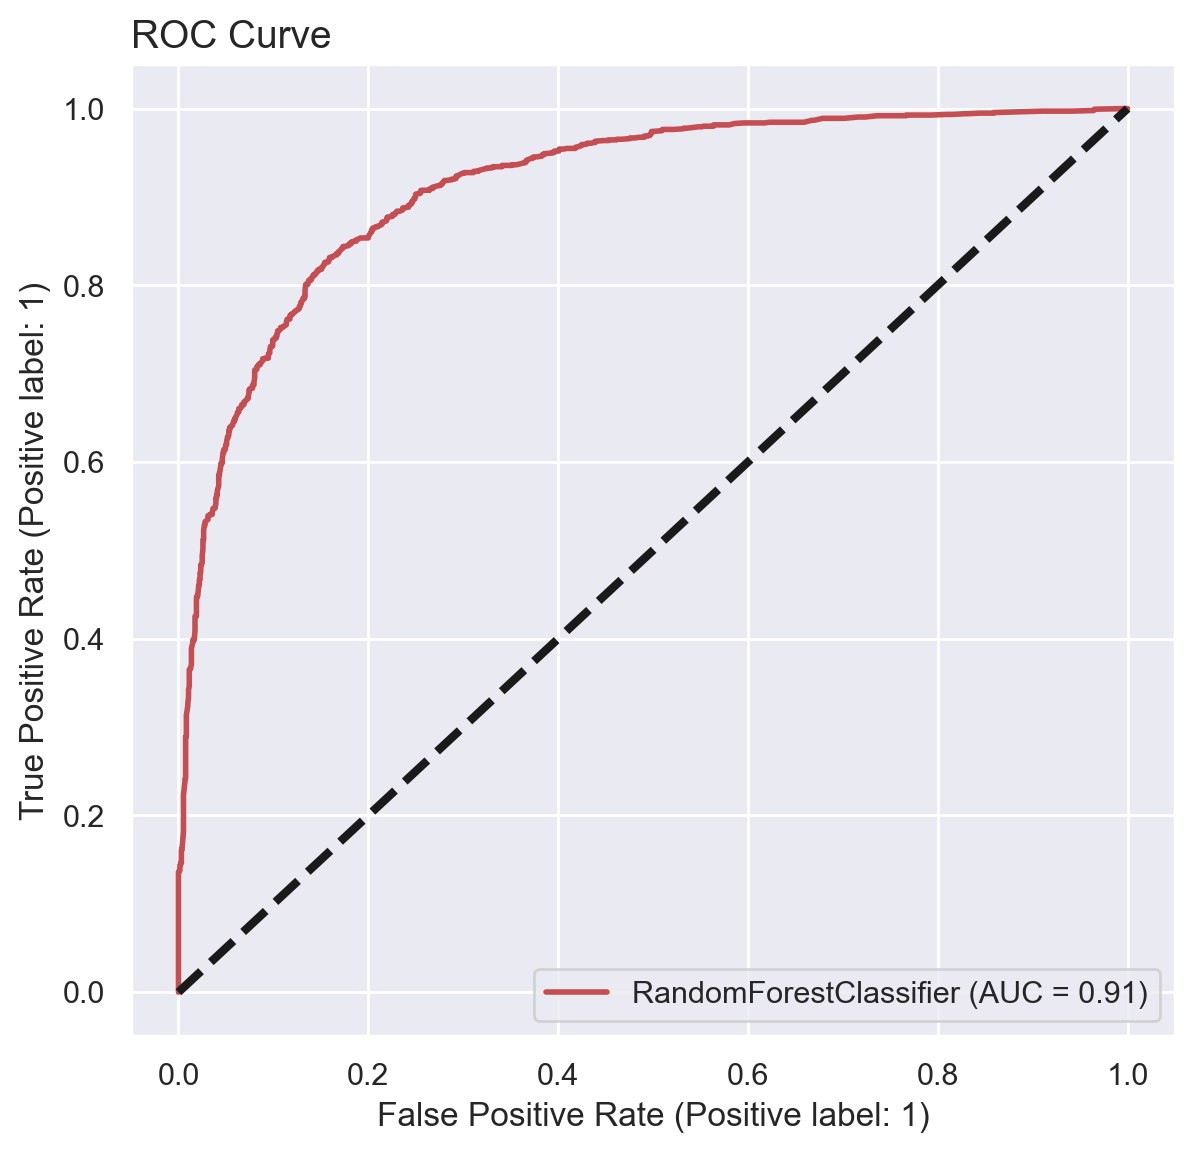 ROC Curve
1.0
0.8
0.6
0.4
0.2
0.0
True Positive Rate (Positive label: 1)
RandomForestClassifier (AUC = 0.91)
0.0 0.2 0.4 0.6 0.8 1.0
False Positive Rate (Positive label: 1)